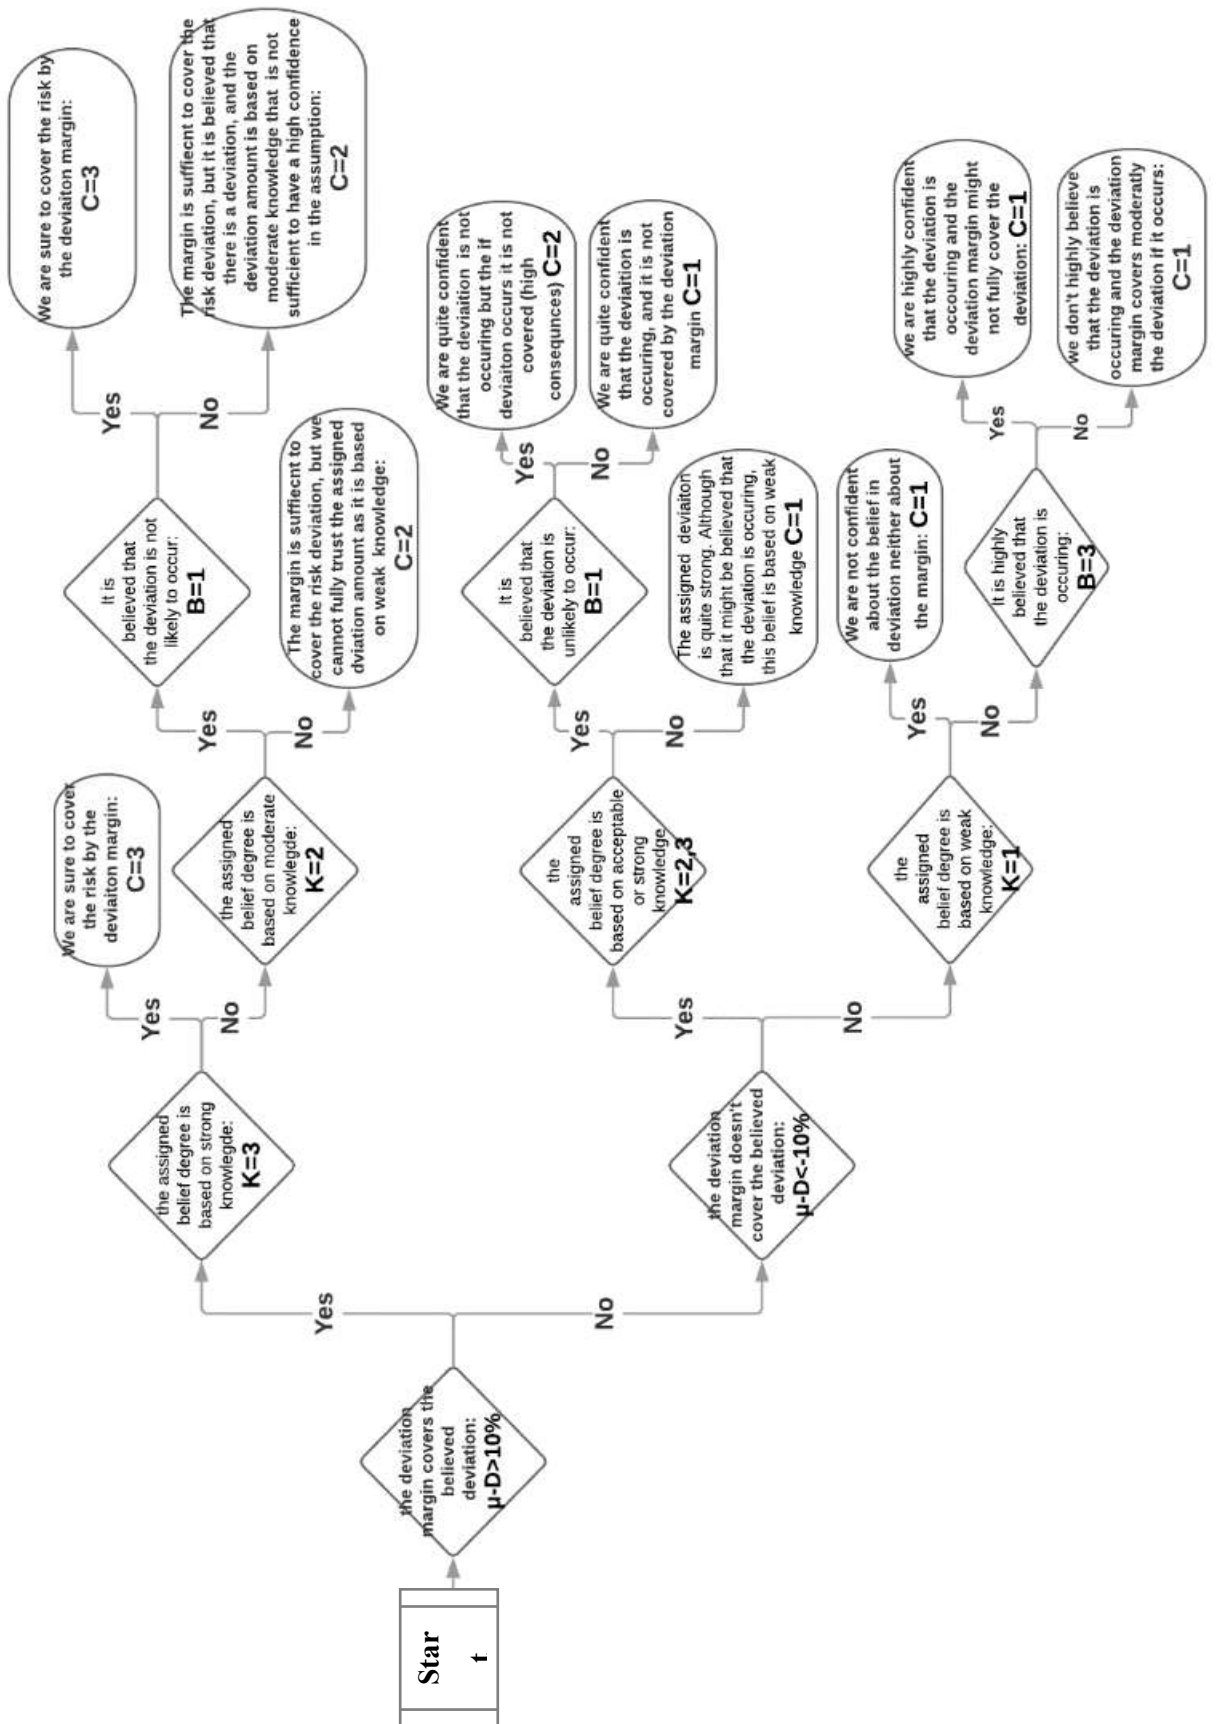 Star
t
the deviation
margin covers the
believed
deviation:
µ-D>10%
Yes
No
the assigned
belief degree is
based on strong
knowlegde:
K=3
Yes
No
We are sure to cover
the risk by the
deviaiton margin:
C=3
the assigned
belief degree is
based on moderate
knowlegde:
K=2
Yes
No
It is
believed that
the deviation is not
likely to occur:
B=1
Yes
No
We are sure to cover the risk by
the deviaiton margin:
C=3
The margin is suffiecnt to cover the
risk deviation, but it is believed that
there is a deviation, and the
deviation amount is based on
moderate knowledge that is not
sufficient to have a high confidence
in the assumption:
C=2
The margin is suffiecnt to
cover the risk deviation, but we
cannot fully trust the assigned
dviation amount as it is based
on weak knowledge:
C=2
the deviation
margin doesn't
cover the believed
deviation:
µ-D<-10%
Yes
No
the
assigned
belief degree is
based on acceptable
or strong
knowledge
K=2,3
Yes
No
It is
believed that
the deviation is
unlikely to occur:
B=1
Yes
No
We are quite confident
that the deviation is not
occuring but the if
deviaiton occurs it is not
covered (high
consequnces) C=2
We are quite confident
that the deviaition is
occuring, and it is not
covered by the deviation
margin C=1
The assigned deviaiton
is quite strong. Although
that it might be believed that
the deviation is occuring,
this belief is based on weak
knowledge C=1
the
assigned
belief degree is
based on weak
knowledge:
K=1
Yes
No
We are not confident
about the belief in
deviation neither about
the margin: C=1
It is highly
believed that
the deviation is
occuring:
B=3
Yes
No
we are highly confident
that the deviation is
occouring and the
deviation margin might
not fully cover the
deviation: C=1
we don't highly believe
that the deviation is
occuring and the deviation
margin covers moderatly
the deviation if it occurs:
C=1